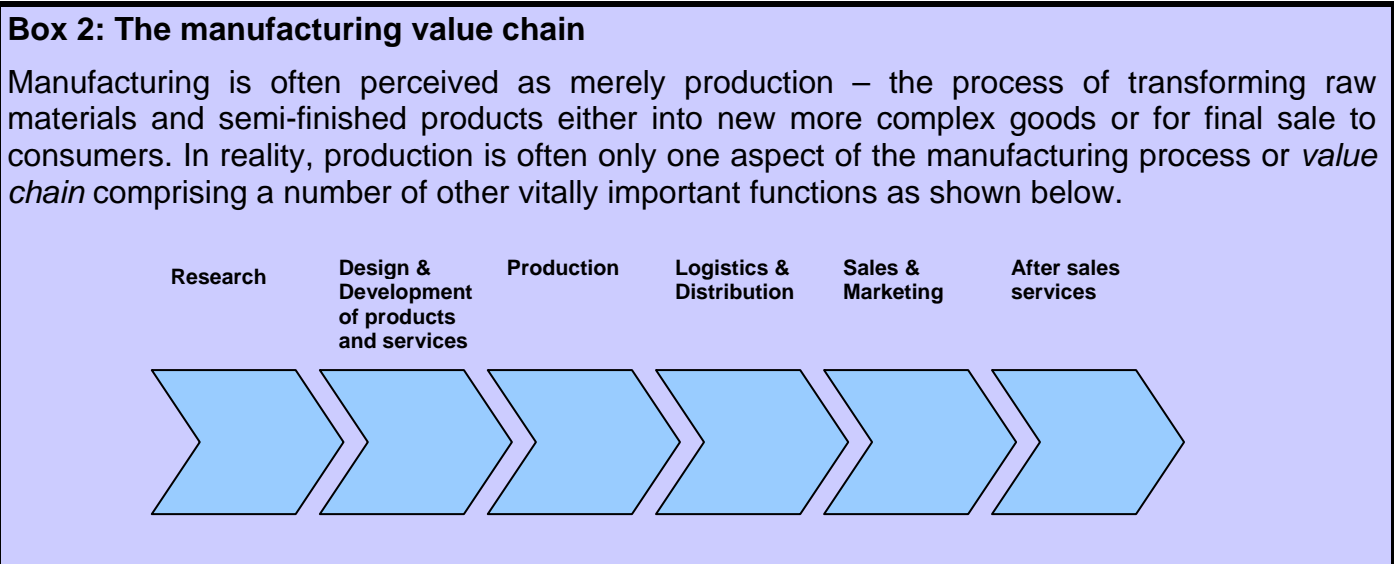 Box 2: The manufacturing value chain
Manufacturing is often perceived as merely production – the process of transforming raw
materials and semi-finished products either into new more complex goods or for final sale to
consumers. In reality, production is often only one aspect of the manufacturing process or value
chain comprising a number of other vitally important functions as shown below.
Research
Design &
Development
of products
and services
Production
Logistics &
Distribution
Sales &
Marketing
After sales
services